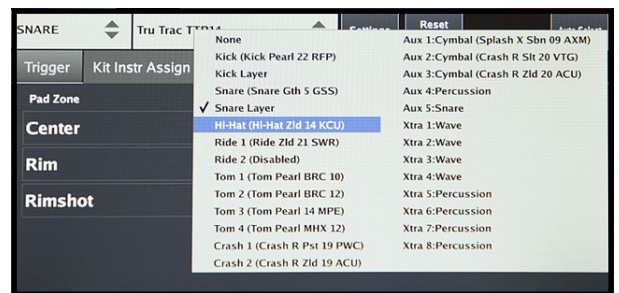 SNARE
Tru Trac
Reset
Trigger
Kit Instr Assign
Pad Zone
Center
Rim
Rimshot
None
Kick (Kick Pearl 22 RFP)
Kick Layer
Snare (Snare Gth 5 GSS)
✓ Snare Layer
Hi-Hat (Hi-Hat Zld 14 KCU)
Ride 1 (Ride Zld 21 SWR)
Ride 2 (Disabled)
Tom 1 (Tom Pearl BRC 10)
Tom 2 (Tom Pearl BRC 12)
Tom 3 (Tom Pearl 14 MPE)
Tom 4 (Tom Pearl MHX 12)
Crash 1 (Crash R Pst 19 PWC)
Crash 2 (Crash R Zld 19 ACU)
Aux 1:Cymbal (Splash X Sbn 09 AXM)
Aux 2:Cymbal (Crash R Slt 20 VTG)
Aux 3:Cymbal (Crash R Zld 20 ACU)
Aux 4:Percussion
Aux 5:Snare
Xtra 1:Wave
Xtra 2:Wave
Xtra 3:Wave
Xtra 4:Wave
Xtra 5:Percussion
Xtra 6:Percussion
Xtra 7:Percussion
Xtra 8:Percussion